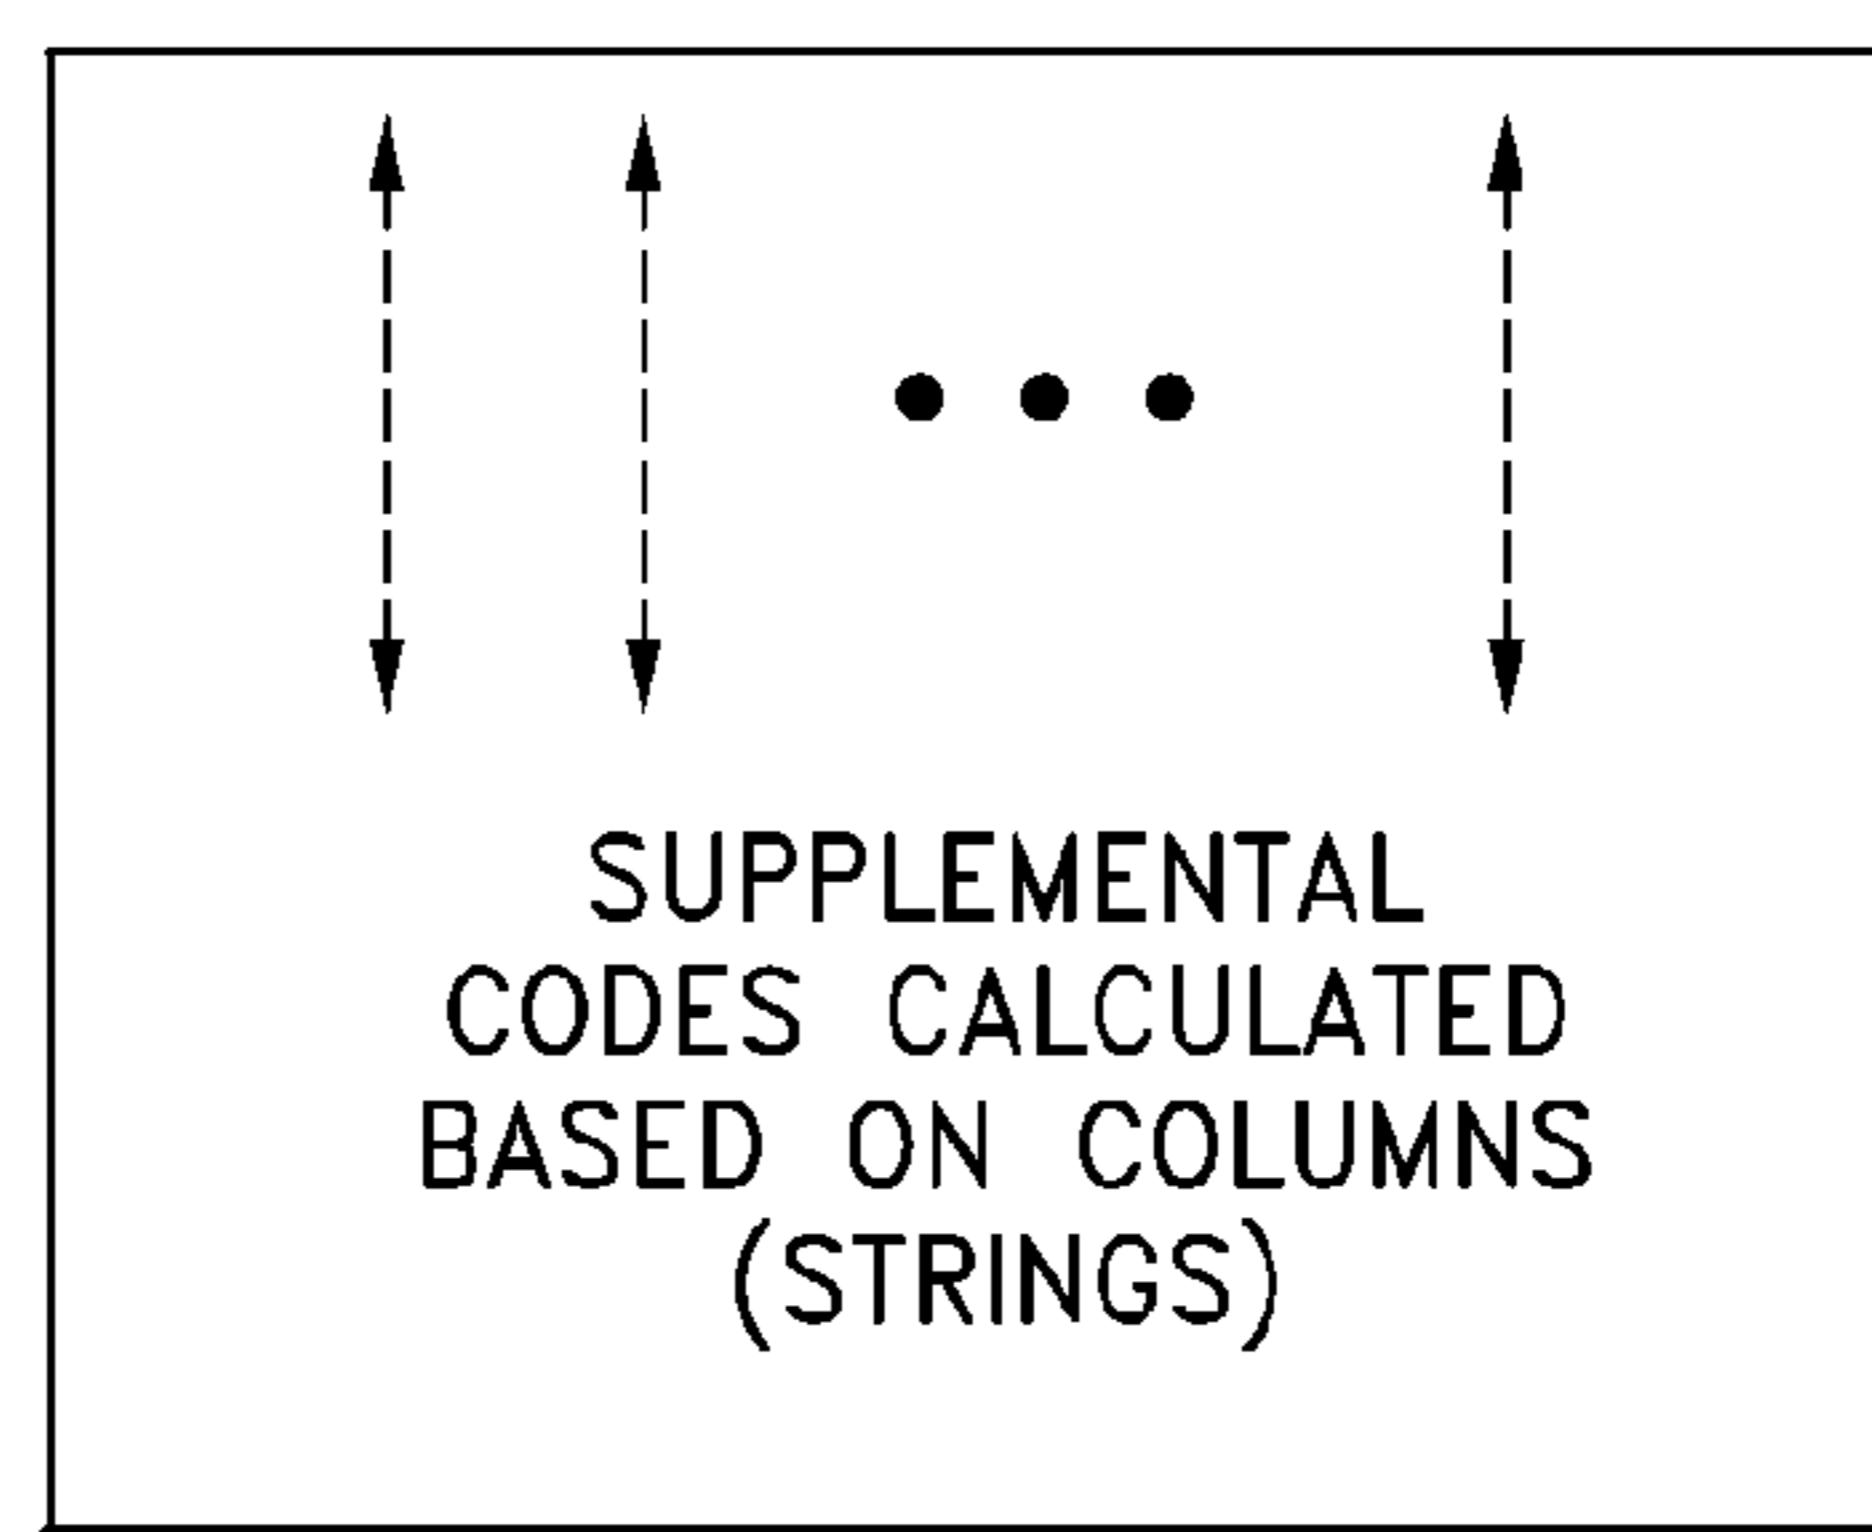 SUPPLEMENTAL
CODES CALCULATED
BASED ON COLUMNS
(STRINGS)